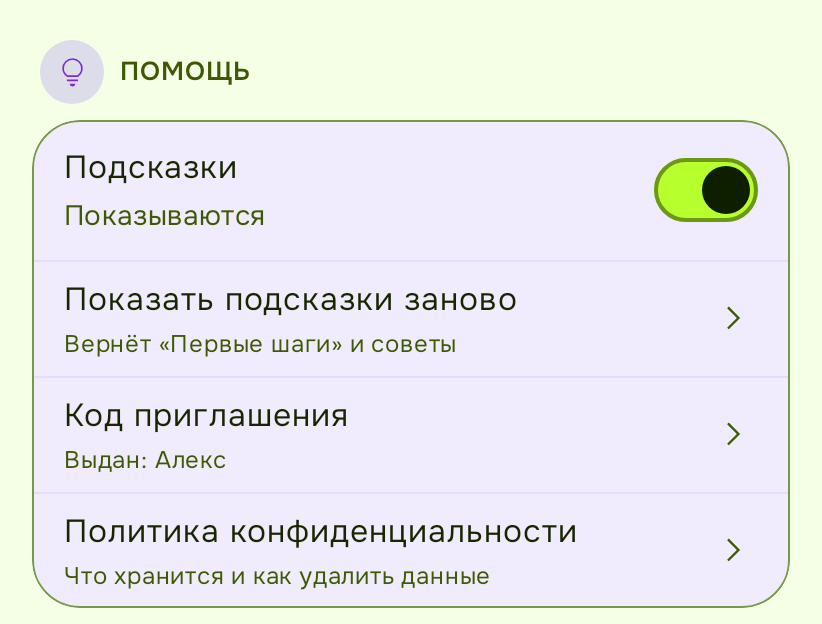 ПОМОЩЬ
Подсказки
Показываются
Показать подсказки заново
Вернёт «Первые шаги» и советы
Код приглашения
Выдан: Алекс
Политика конфиденциальности
Что хранится и как удалить данные